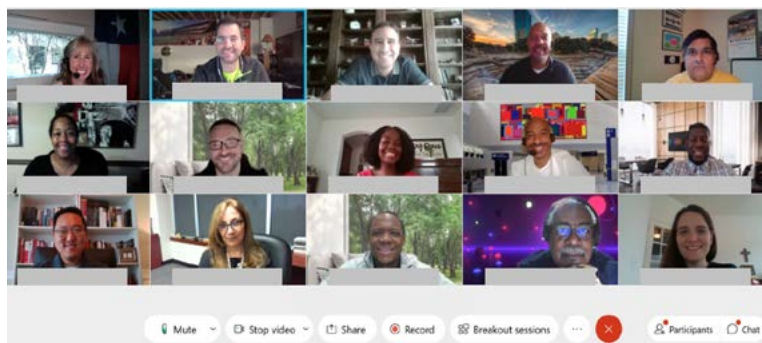 Mute
Stop video
Share
Record
Breakout sessions
...
Participants
Chat